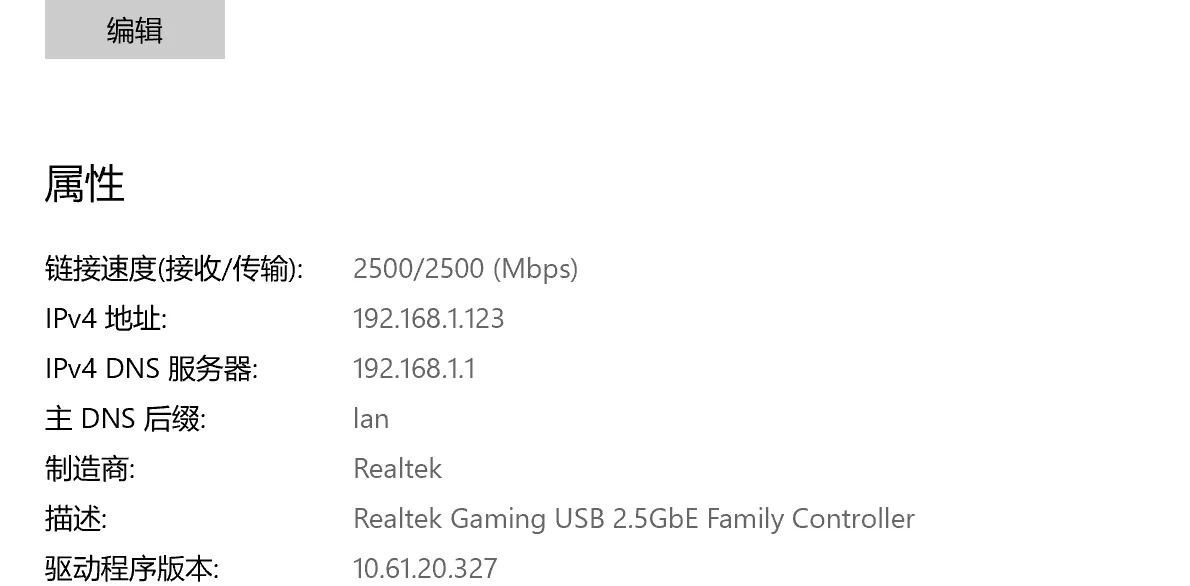 编辑
属性
链接速度(接收/传输): 2500/2500 (Mbps)
IPv4 地址: 192.168.1.123
IPv4 DNS 服务器: 192.168.1.1
主 DNS 后缀: lan
制造商: Realtek
描述: Realtek Gaming USB 2.5GbE Family Controller
驱动程序版本: 10.61.20.327